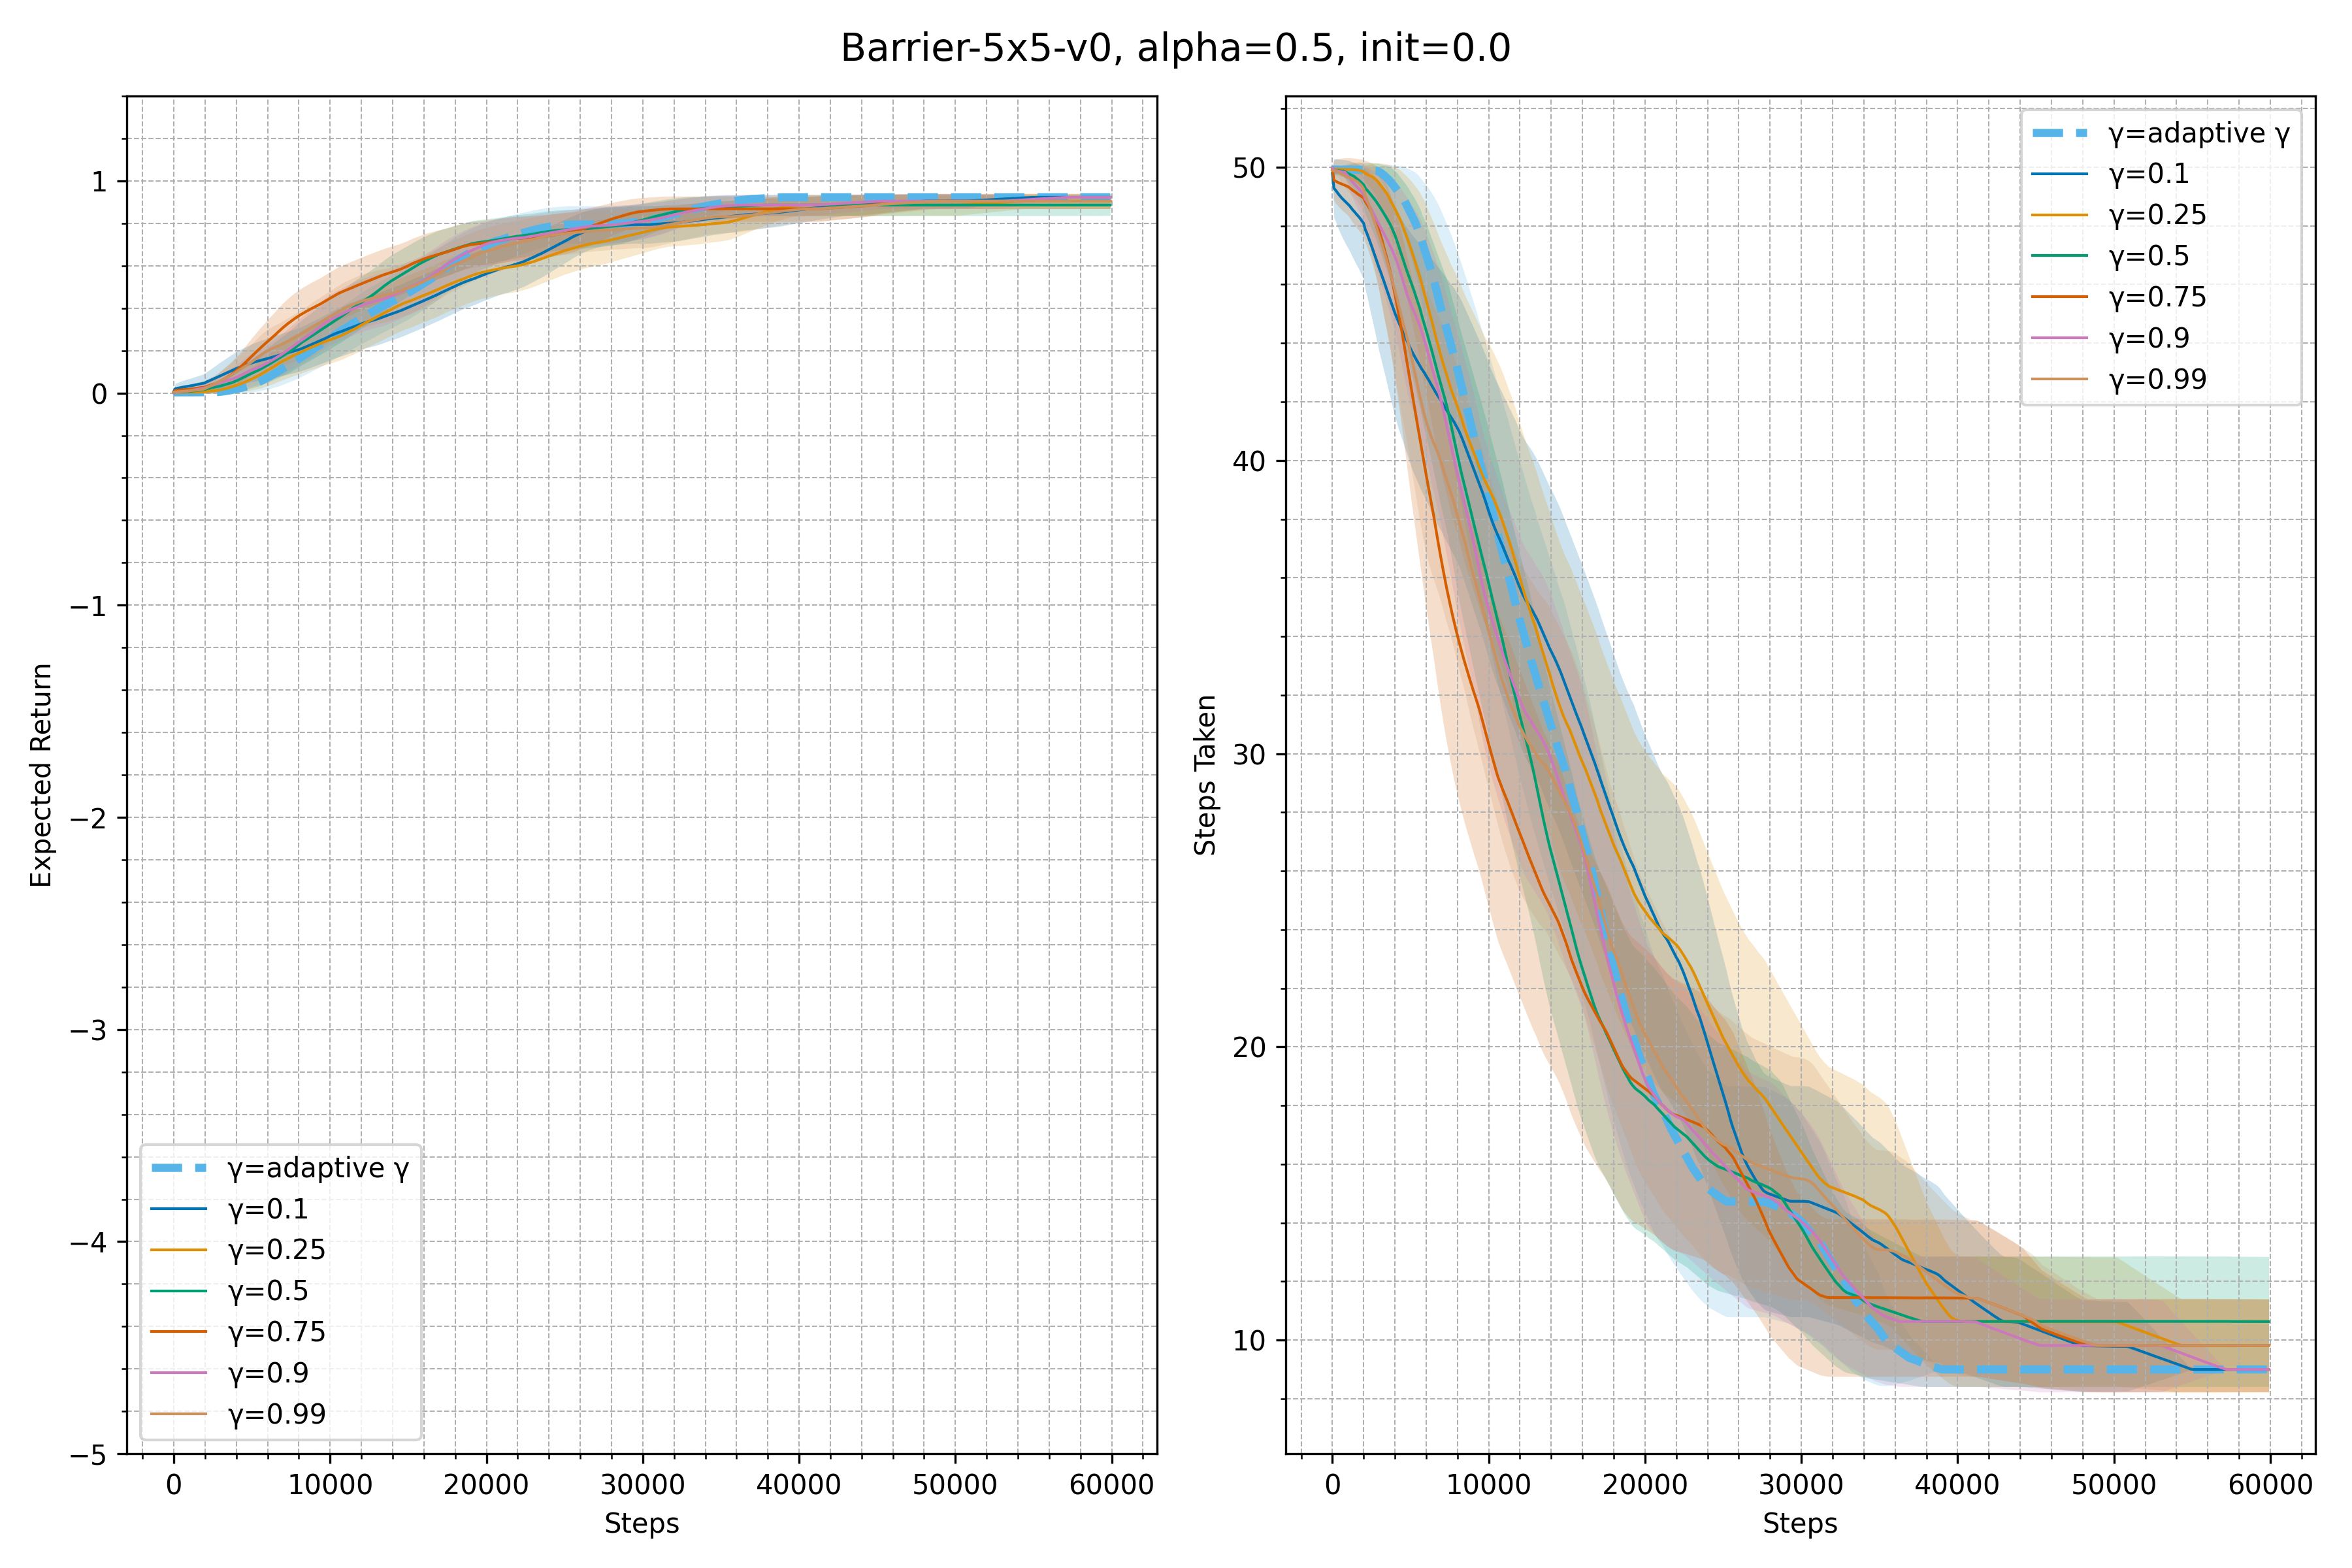 Barrier-5x5-v0, alpha=0.5, init=0.0
Expected Return
1
0
−1
−2
−3
−4
−5
γ=adaptive γ
γ=0.1
γ=0.25
γ=0.5
γ=0.75
γ=0.9
γ=0.99
0 10000 20000 30000 40000 50000 60000
Steps
Steps Taken
50
40
30
20
10
γ=adaptive γ
γ=0.1
γ=0.25
γ=0.5
γ=0.75
γ=0.9
γ=0.99
0 10000 20000 30000 40000 50000 60000
Steps